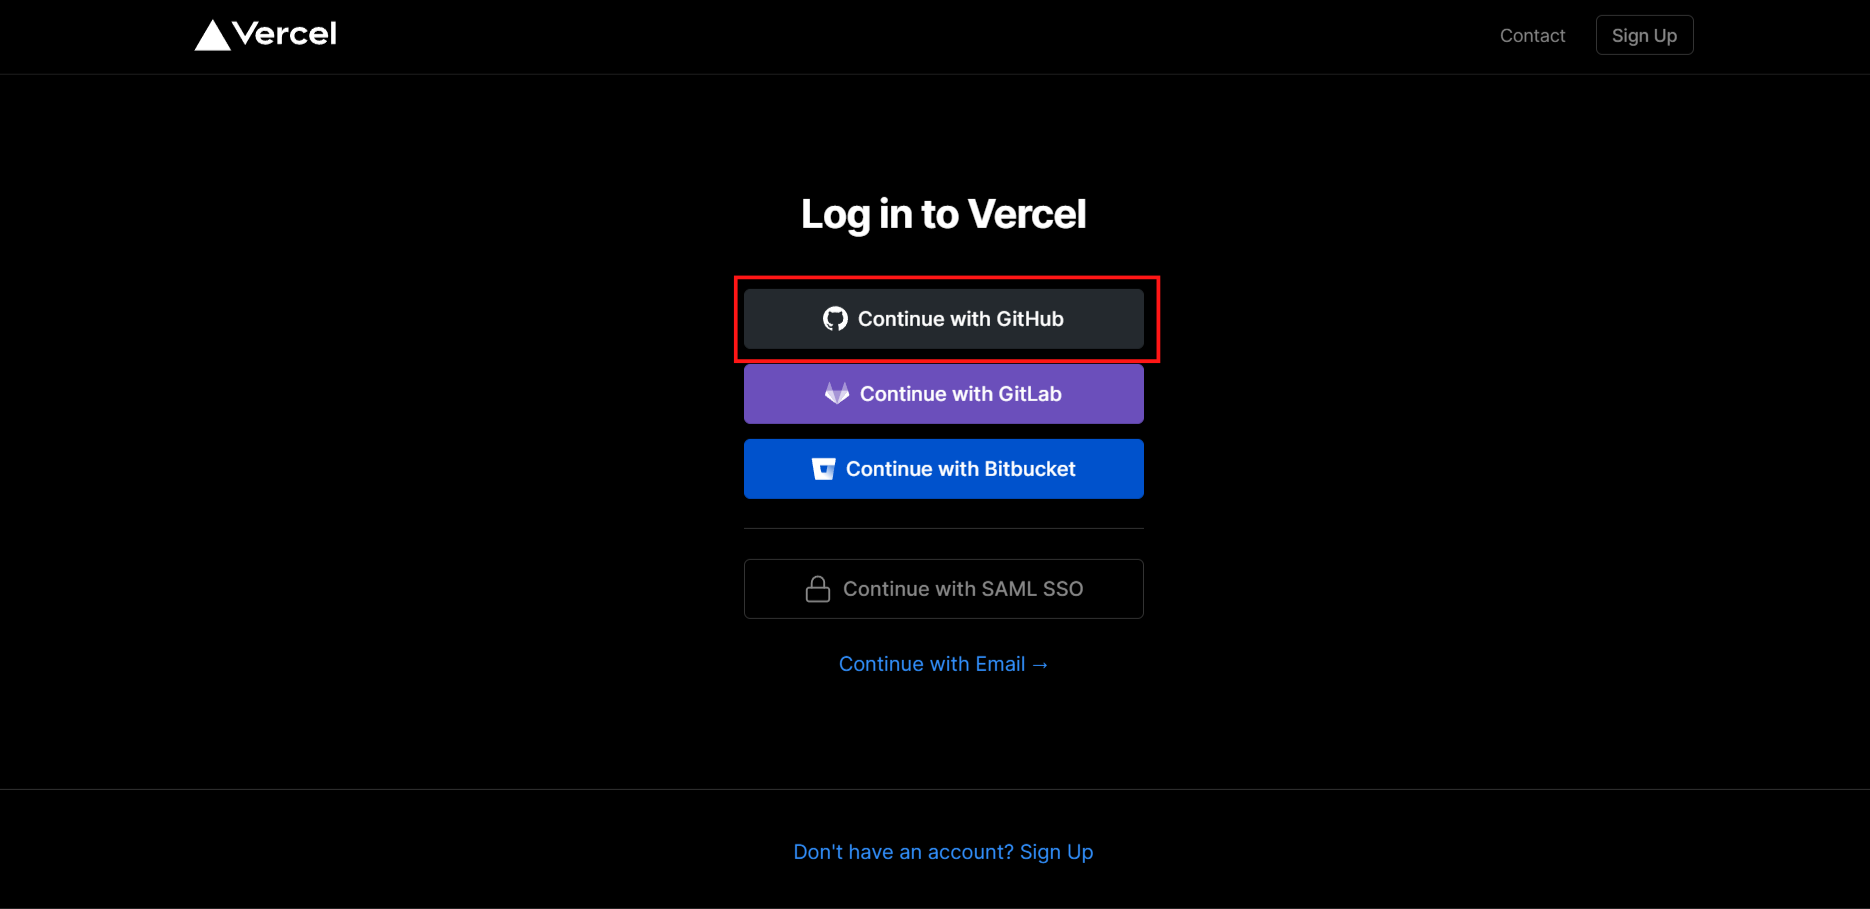 Vercel
Contact
Sign Up
Log in to Vercel
Continue with GitHub
Continue with GitLab
Continue with Bitbucket
Continue with SAML SSO
Continue with Email →
Don't have an account? Sign Up